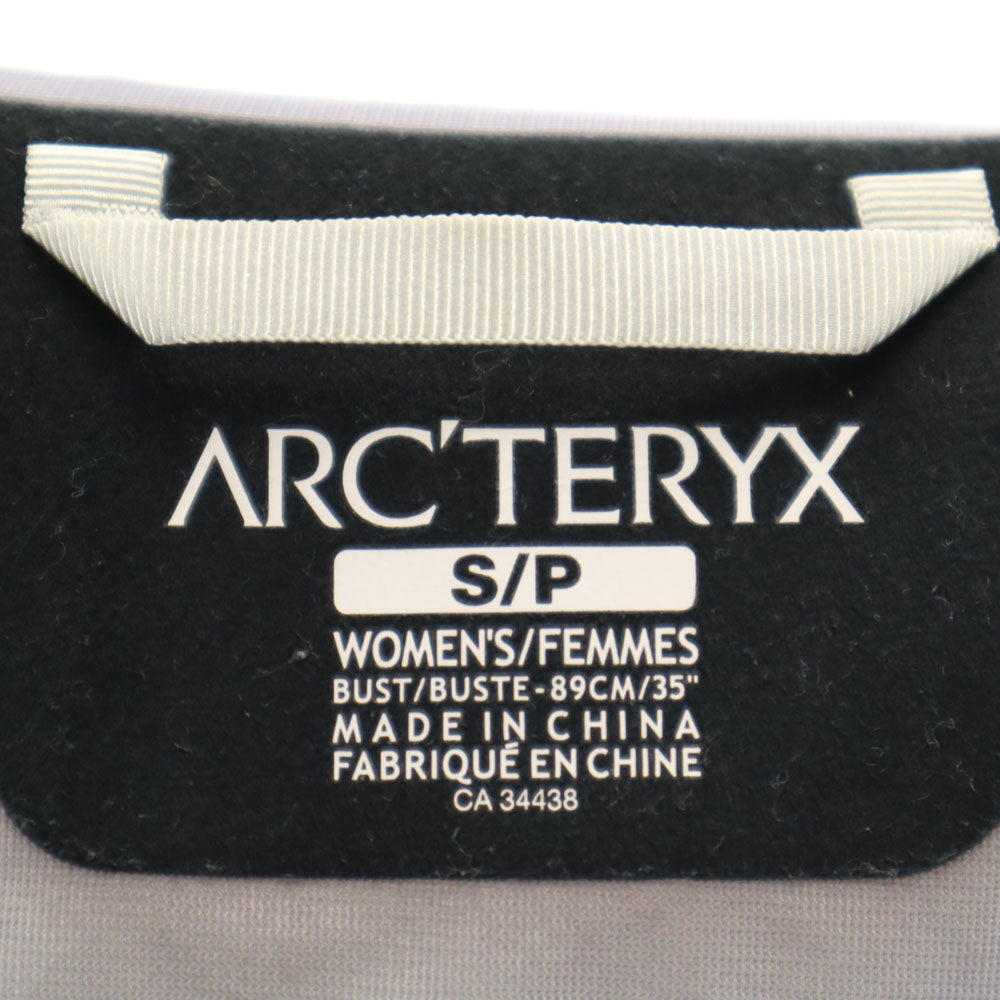 ARC'TERYX
S/P
WOMEN'S/FEMMES
BUST/BUSTE-89CM/35"
MADE IN CHINA
FABRIQUÉ EN CHINE
CA 34438